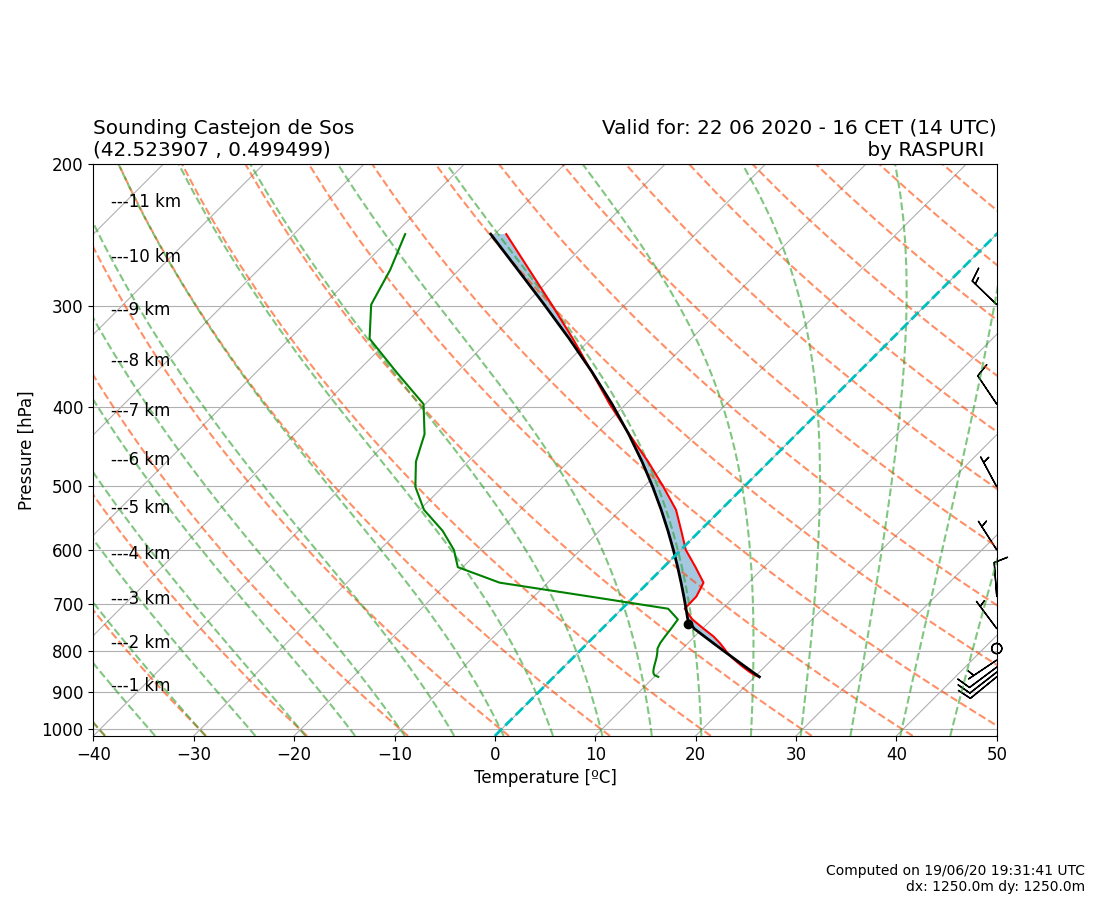 Sounding Castejon de Sos
(42.523907 , 0.499499)
Valid for: 22 06 2020 - 16 CET (14 UTC)
by RASPURI
200
300
400
500
600
700
800
900
1000
Pressure [hPa]
---11 km
---10 km
---9 km
---8 km
---7 km
---6 km
---5 km
---4 km
---3 km
---2 km
---1 km
−40
−30
−20
−10
0
10
20
30
40
50
Temperature [ºC]
Computed on 19/06/20 19:31:41 UTC
dx: 1250.0m dy: 1250.0m